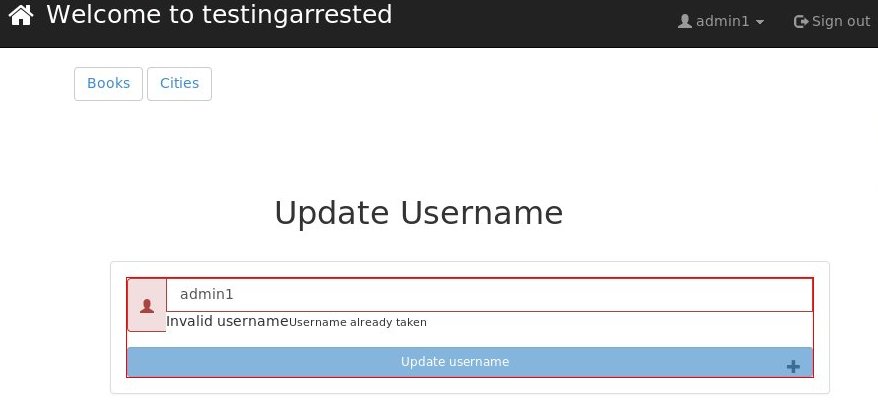 Welcome to testingarrested
admin1
Sign out
Books
Cities
Update Username
admin1
Invalid usernameUsername already taken
Update username